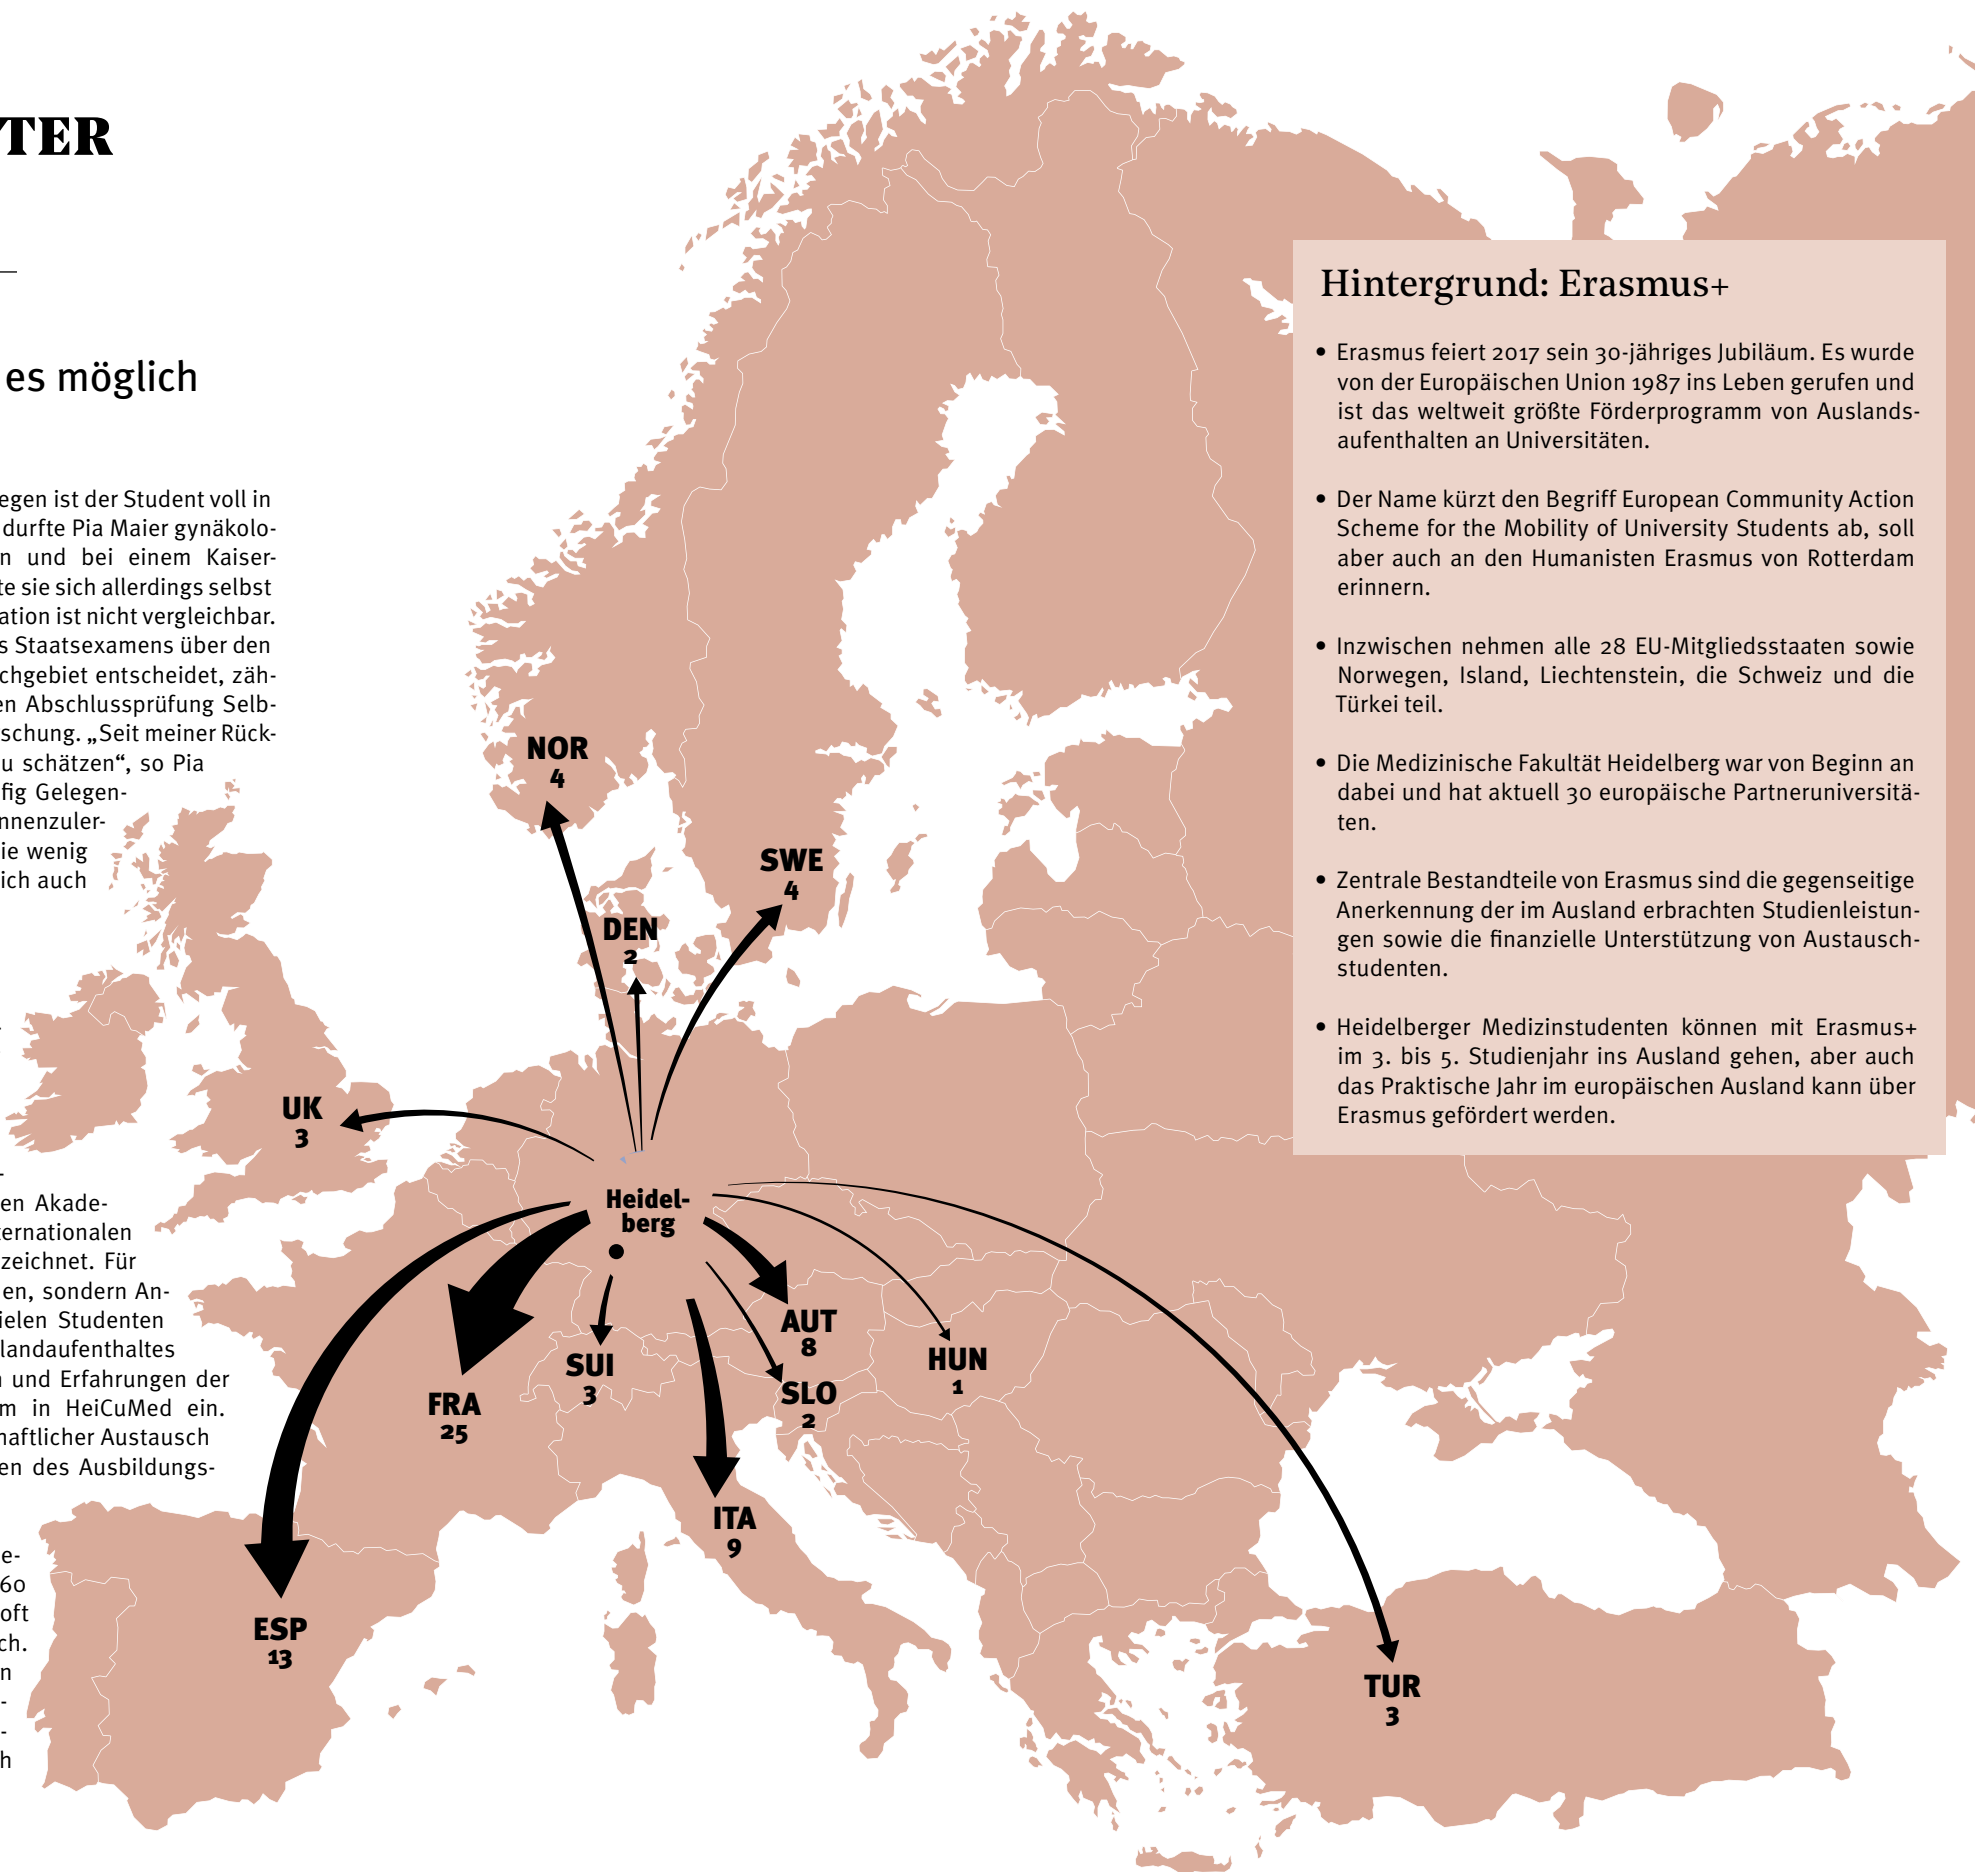 TER
es möglich
egen ist der Student voll in
durfte Pia Maier gynäkolo-
n und bei einem Kaiser-
te sie sich allerdings selbst
ation ist nicht vergleichbar.
s Staatsexamens über den
chgebiet entscheidet, zäh-
en Abschlussprüfung Selb-
schung. „Seit meiner Rück-
u schätzen“, so Pia
fig Gelegen-
nnenzuler-
ie wenig
ich auch
-
en Akade-
ternationalen
zeichnet. Für
en, sondern An-
ielen Studenten
landaufenthaltes
n und Erfahrungen der
m in HeiCuMed ein.
haftlicher Austausch
en des Ausbildungs-
e-
60
oft
ch.
n
-
-
h
NOR
4
SWE
4
DEN
2
UK
3
Heidel-
berg
FRA
25
SUI
3
AUT
8
SLO
2
HUN
1
ITA
9
ESP
13
TUR
3
Hintergrund: Erasmus+
• Erasmus feiert 2017 sein 30-jähriges Jubiläum. Es wurde
von der Europäischen Union 1987 ins Leben gerufen und
ist das weltweit größte Förderprogramm von Auslands-
aufenthalten an Universitäten.
• Der Name kürzt den Begriff European Community Action
Scheme for the Mobility of University Students ab, soll
aber auch an den Humanisten Erasmus von Rotterdam
erinnern.
• Inzwischen nehmen alle 28 EU-Mitgliedsstaaten sowie
Norwegen, Island, Liechtenstein, die Schweiz und die
Türkei teil.
• Die Medizinische Fakultät Heidelberg war von Beginn an
dabei und hat aktuell 30 europäische Partneruniversitä-
ten.
• Zentrale Bestandteile von Erasmus sind die gegenseitige
Anerkennung der im Ausland erbrachten Studienleistun-
gen sowie die finanzielle Unterstützung von Austausch-
studenten.
• Heidelberger Medizinstudenten können mit Erasmus+
im 3. bis 5. Studienjahr ins Ausland gehen, aber auch
das Praktische Jahr im europäischen Ausland kann über
Erasmus gefördert werden.